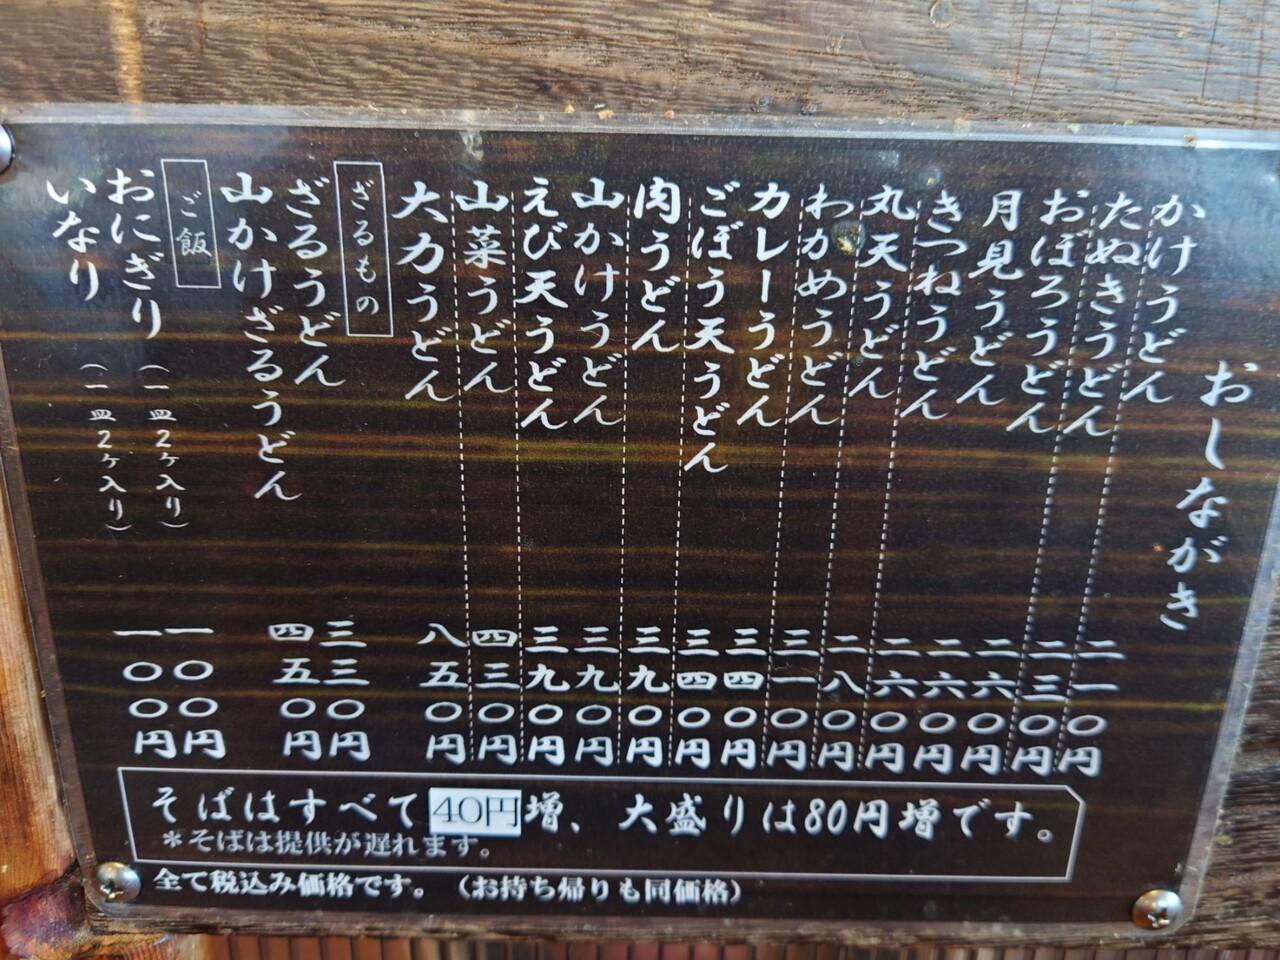 おしながき
かけうどん 二一〇円
たぬきうどん 二三〇円
おぼろうどん 二六〇円
月見うどん 二六〇円
きつねうどん 二六〇円
丸天うどん 二八〇円
わかめうどん 三一〇円
カレーうどん 三四〇円
ごぼう天うどん 三四〇円
肉うどん 三九〇円
山かけうどん 三九〇円
えび天うどん 三九〇円
山菜うどん 四三〇円
大力うどん 八五〇円
ざるもの
ざるうどん 三三〇円
山かけざるうどん 四五〇円
ご飯
おにぎり（一皿2ヶ入り） 一〇〇円
いなり（一皿2ヶ入り） 一〇〇円
そばはすべて40円増、大盛りは80円増です。
＊そばは提供が遅れます。
全て税込み価格です。（お持ち帰りも同価格）